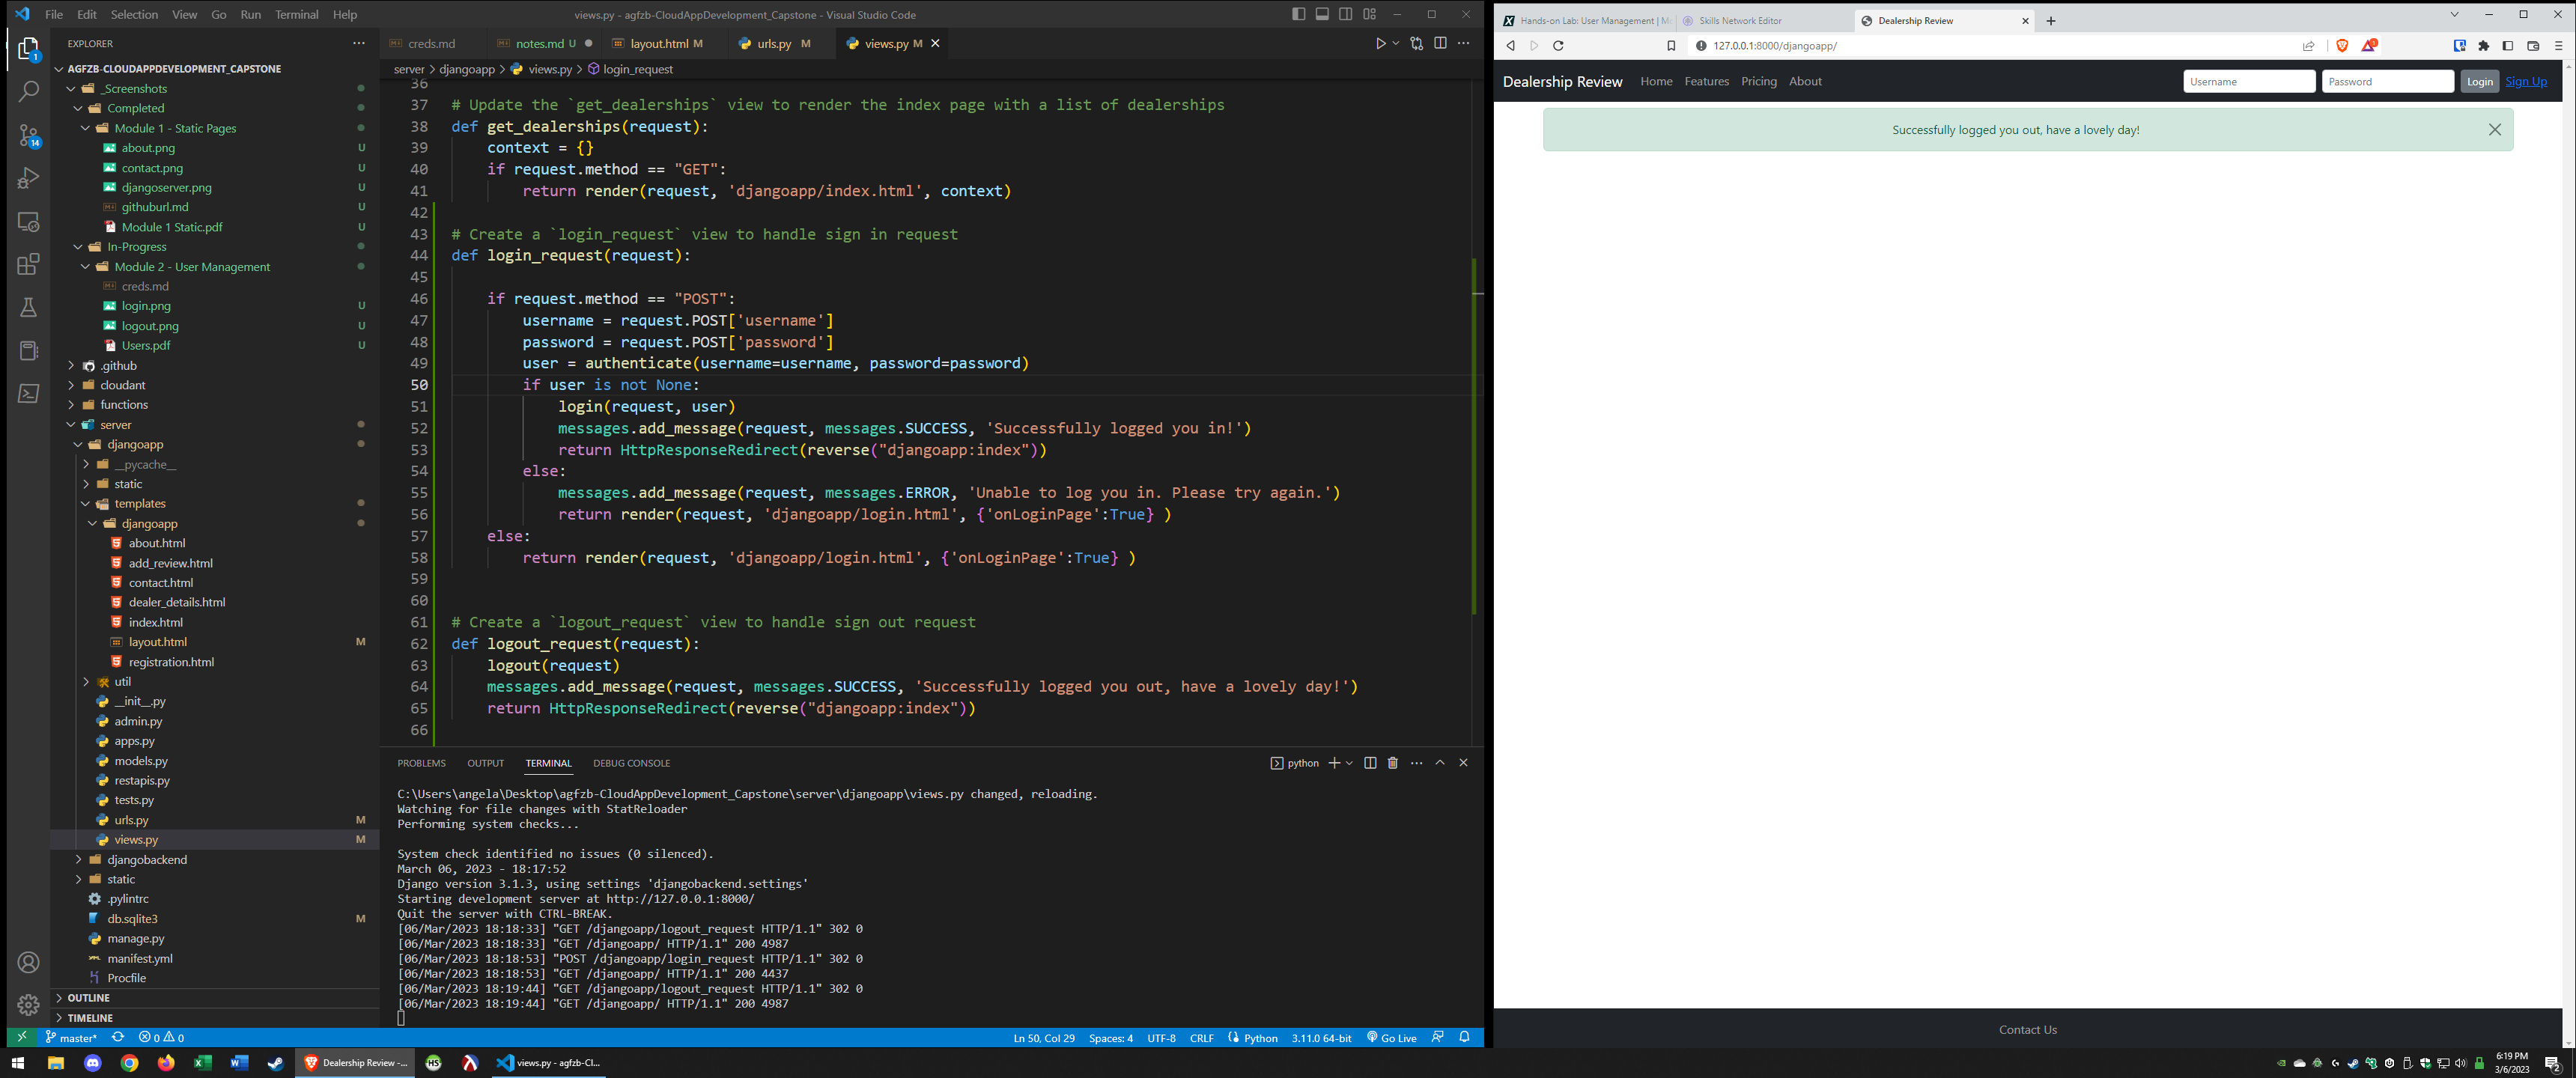 File Edit Selection View Go Run Terminal Help
views.py - agfzb-CloudAppDevelopment_Capstone - Visual Studio Code
EXPLORER
AGFZB-CLOUDAPPDEVELOPMENT_CAPSTONE
_Screenshots
Completed
Module 1 - Static Pages
about.png U
contact.png U
djangoserver.png U
githuburl.md U
Module 1 Static.pdf U
In-Progress
Module 2 - User Management
creds.md
login.png U
logout.png U
Users.pdf U
.github
cloudant
functions
server
djangoapp
__pycache__
static
templates
djangoapp
about.html
add_review.html
contact.html
dealer_details.html
index.html
layout.html M
registration.html
util
__init__.py
admin.py
apps.py
models.py
restapis.py
tests.py
urls.py M
views.py M
djangobackend
static
.pylintrc
db.sqlite3 M
manage.py
manifest.yml
Procfile
OUTLINE
TIMELINE
1
14
creds.md notes.md U layout.html M urls.py M views.py M
server > djangoapp > views.py > login_request
36
37 # Update the `get_dealerships` view to render the index page with a list of dealerships
38 def get_dealerships(request):
39 context = {}
40 if request.method == "GET":
41 return render(request, 'djangoapp/index.html', context)
42
43 # Create a `login_request` view to handle sign in request
44 def login_request(request):
45
46 if request.method == "POST":
47 username = request.POST['username']
48 password = request.POST['password']
49 user = authenticate(username=username, password=password)
50 if user is not None:
51 login(request, user)
52 messages.add_message(request, messages.SUCCESS, 'Successfully logged you in!')
53 return HttpResponseRedirect(reverse("djangoapp:index"))
54 else:
55 messages.add_message(request, messages.ERROR, 'Unable to log you in. Please try again.')
56 return render(request, 'djangoapp/login.html', {'onLoginPage':True} )
57 else:
58 return render(request, 'djangoapp/login.html', {'onLoginPage':True} )
59
60
61 # Create a `logout_request` view to handle sign out request
62 def logout_request(request):
63 logout(request)
64 messages.add_message(request, messages.SUCCESS, 'Successfully logged you out, have a lovely day!')
65 return HttpResponseRedirect(reverse("djangoapp:index"))
66
PROBLEMS OUTPUT TERMINAL DEBUG CONSOLE
python
C:\Users\angela\Desktop\agfzb-CloudAppDevelopment_Capstone\server\djangoapp\views.py changed, reloading.
Watching for file changes with StatReloader
Performing system checks...
System check identified no issues (0 silenced).
March 06, 2023 - 18:17:52
Django version 3.1.3, using settings 'djangobackend.settings'
Starting development server at http://127.0.0.1:8000/
Quit the server with CTRL-BREAK.
[06/Mar/2023 18:18:33] "GET /djangoapp/logout_request HTTP/1.1" 302 0
[06/Mar/2023 18:18:33] "GET /djangoapp/ HTTP/1.1" 200 4987
[06/Mar/2023 18:18:53] "POST /djangoapp/login_request HTTP/1.1" 302 0
[06/Mar/2023 18:18:53] "GET /djangoapp/ HTTP/1.1" 200 4437
[06/Mar/2023 18:19:44] "GET /djangoapp/logout_request HTTP/1.1" 302 0
[06/Mar/2023 18:19:44] "GET /djangoapp/ HTTP/1.1" 200 4987
master* 0 0
Ln 50, Col 29 Spaces: 4 UTF-8 CRLF Python 3.11.0 64-bit Go Live
Hands-on Lab: User Management | Skills Network Editor Dealership Review
127.0.0.1:8000/djangoapp/
Dealership Review Home Features Pricing About Username Password Login Sign Up
Successfully logged you out, have a lovely day!
Contact Us
Dealership Review -... HS views.py - agfzb-Cl...
6:19 PM
3/6/2023
2